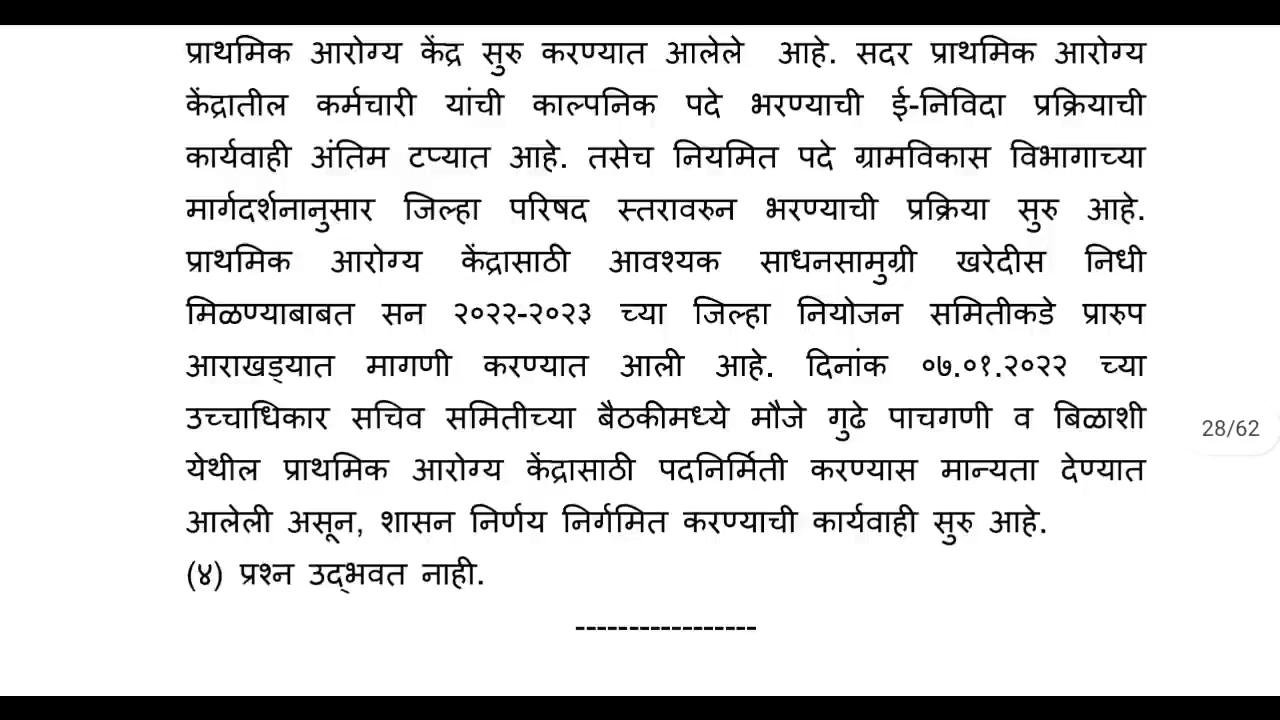 प्राथमिक आरोग्य केंद्र सुरु करण्यात आलेले आहे. सदर प्राथमिक आरोग्य
केंद्रातील कर्मचारी यांची काल्पनिक पदे भरण्याची ई-निविदा प्रक्रियाची
कार्यवाही अंतिम टप्यात आहे. तसेच नियमित पदे ग्रामविकास विभागाच्या
मार्गदर्शनानुसार जिल्हा परिषद स्तरावरुन भरण्याची प्रक्रिया सुरु आहे.
प्राथमिक आरोग्य केंद्रासाठी आवश्यक साधनसामुग्री खरेदीस निधी
मिळण्याबाबत सन २०२२-२०२३ च्या जिल्हा नियोजन समितीकडे प्रारुप
आराखड्यात मागणी करण्यात आली आहे. दिनांक ०७.०१.२०२२ च्या
उच्चाधिकार सचिव समितीच्या बैठकीमध्ये मौजे गुढे पाचगणी व बिळाशी
येथील प्राथमिक आरोग्य केंद्रासाठी पदनिर्मिती करण्यास मान्यता देण्यात
आलेली असून, शासन निर्णय निर्गमित करण्याची कार्यवाही सुरु आहे.
(४) प्रश्न उद्‌भवत नाही.
-----------------
28/62